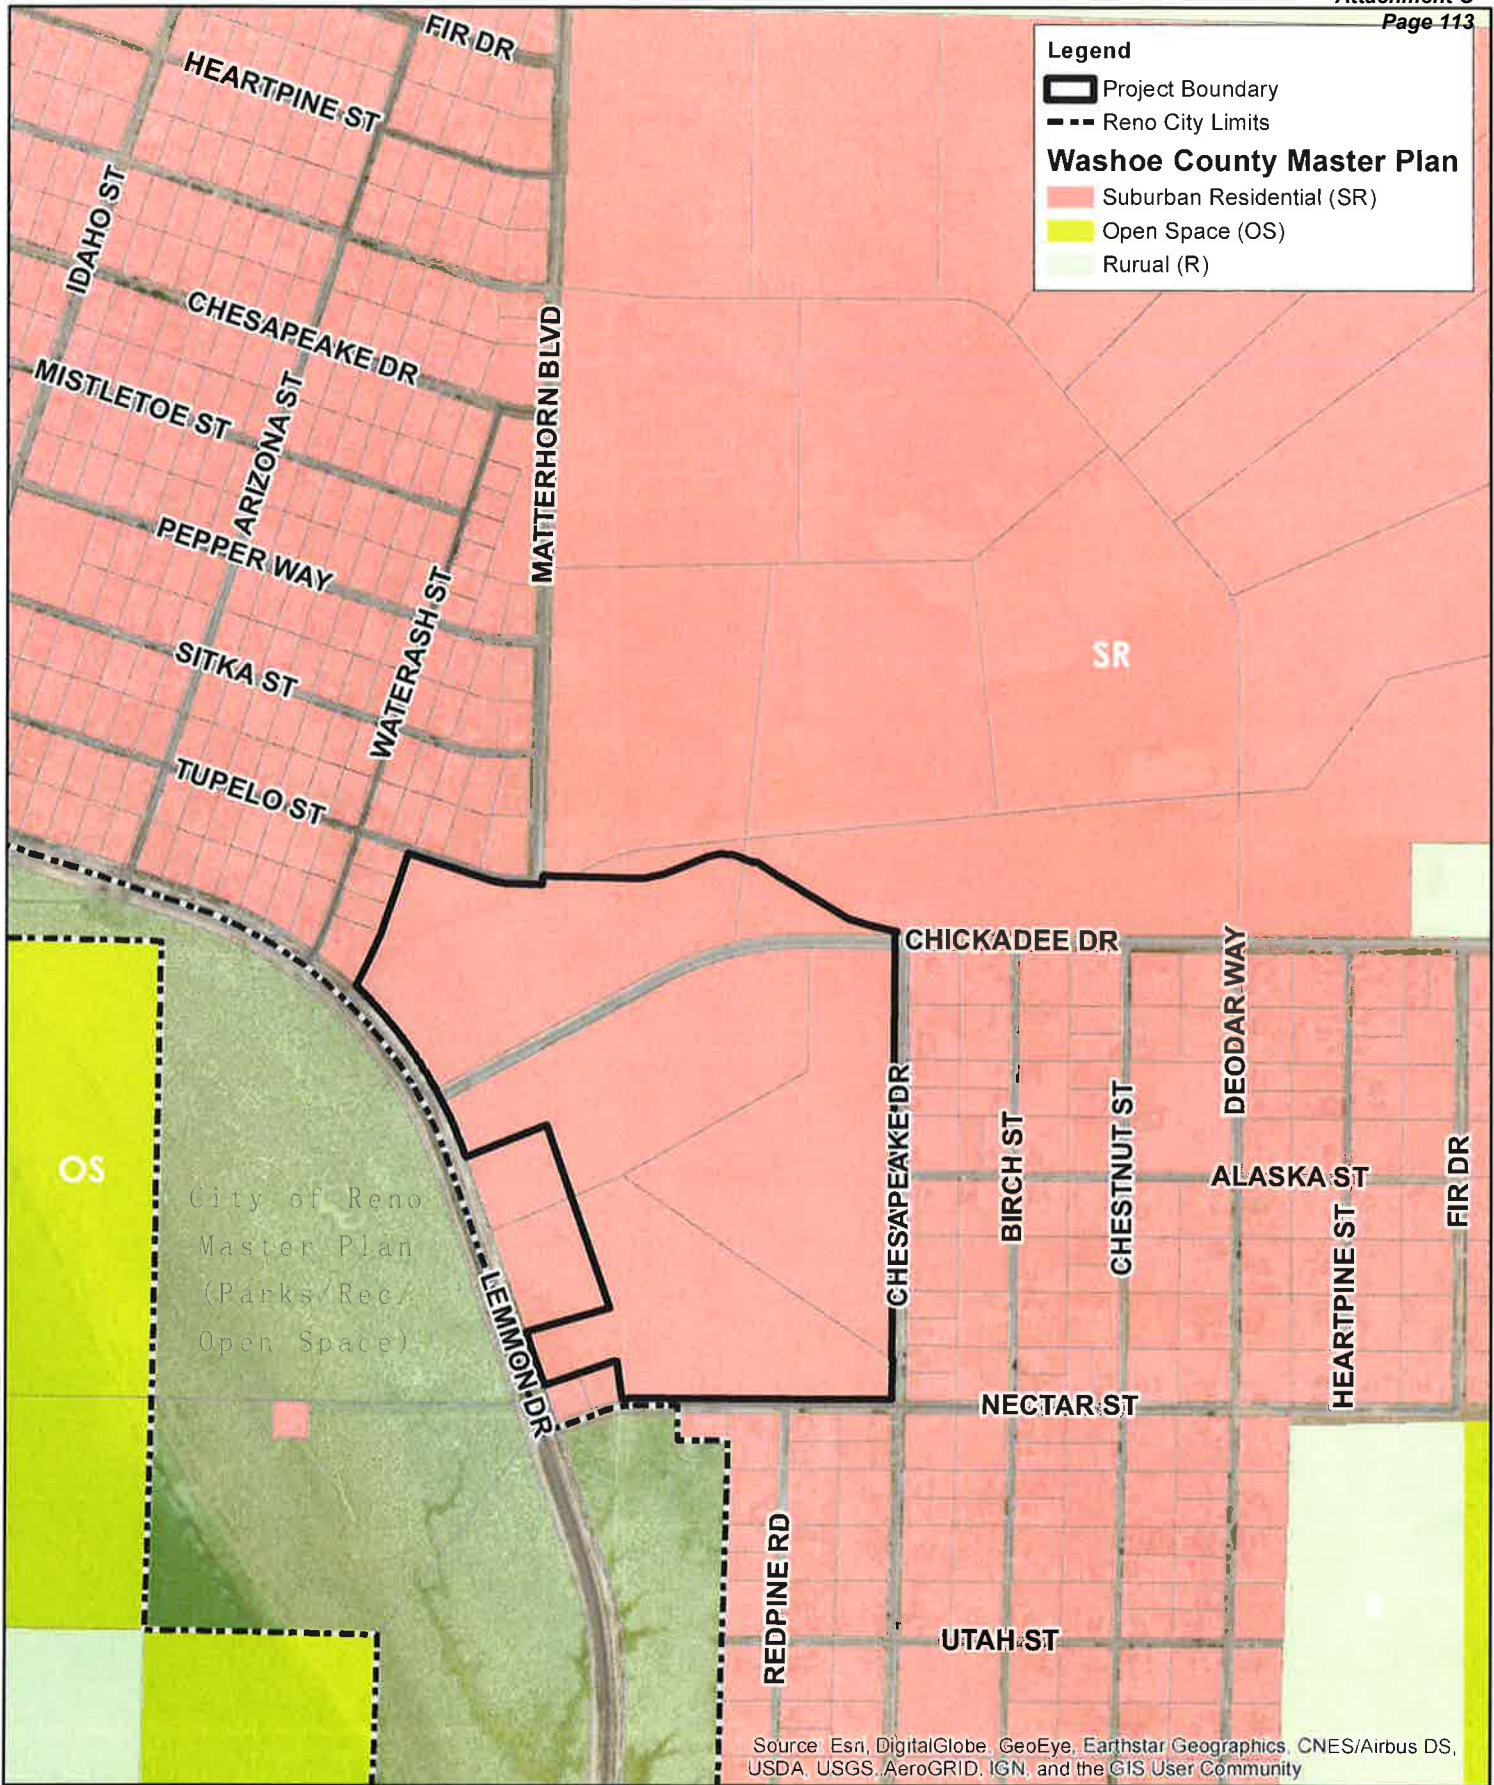 Attachment C
Page 113
Legend
Project Boundary
Reno City Limits
Washoe County Master Plan
Suburban Residential (SR)
Open Space (OS)
Rurual (R)
FIR DR
HEARTPINE ST
IDAHO ST
CHESAPEAKE DR
MISTLETOE ST
ARIZONA ST
MATTERHORN BLVD
PEPPER WAY
WATERASH ST
SITKA ST
TUPELO ST
SR
CHICKADEE DR
DEODAR WAY
CHESAPEAKE DR
BIRCH ST
CHESTNUT ST
ALASKA ST
FIR DR
HEARTPINE ST
OS
City of Reno
Master Plan
(Parks/Rec,
Open Space)
LEMMON DR
NECTAR ST
REDPINE RD
UTAH ST
Source: Esri, DigitalGlobe, GeoEye, Earthstar Geographics, CNES/Airbus DS,
USDA, USGS, AeroGRID, IGN, and the GIS User Community